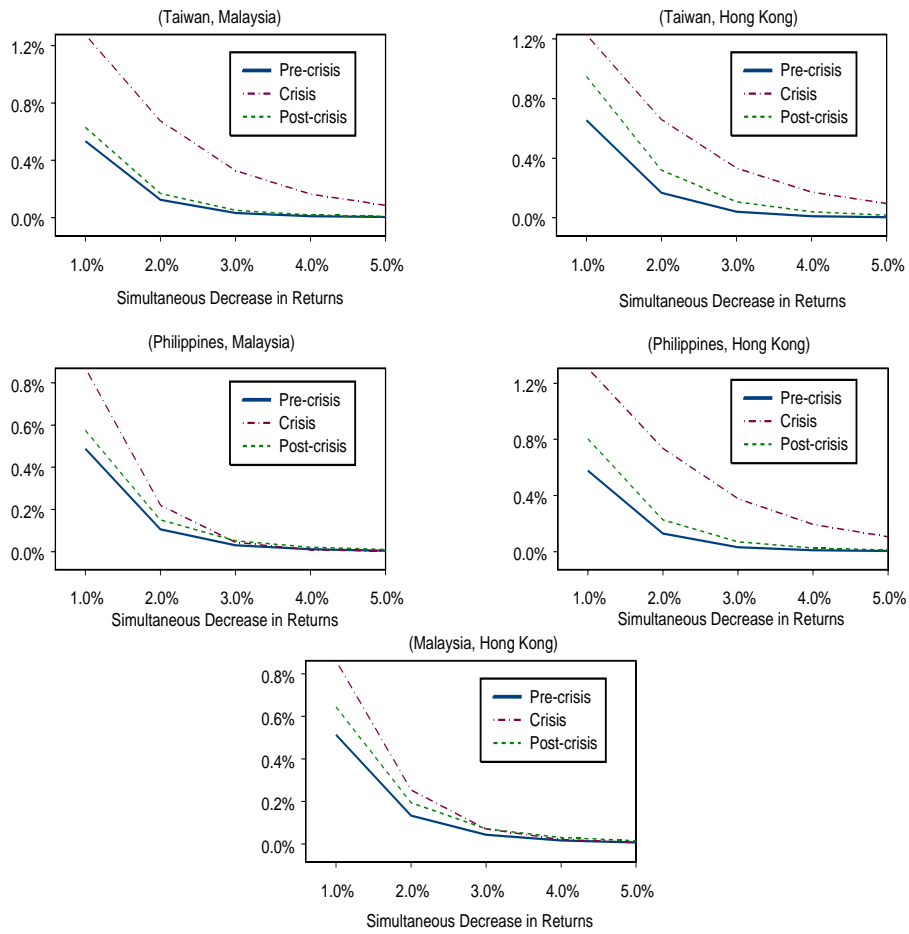 (Taiwan, Malaysia)
1.2%
0.8%
0.4%
0.0%
Pre-crisis
Crisis
Post-crisis
1.0% 2.0% 3.0% 4.0% 5.0%
Simultaneous Decrease in Returns
(Taiwan, Hong Kong)
1.2%
0.8%
0.4%
0.0%
Pre-crisis
Crisis
Post-crisis
1.0% 2.0% 3.0% 4.0% 5.0%
Simultaneous Decrease in Returns
(Philippines, Malaysia)
0.8%
0.6%
0.4%
0.2%
0.0%
Pre-crisis
Crisis
Post-crisis
1.0% 2.0% 3.0% 4.0% 5.0%
Simultaneous Decrease in Returns
(Philippines, Hong Kong)
1.2%
0.8%
0.4%
0.0%
Pre-crisis
Crisis
Post-crisis
1.0% 2.0% 3.0% 4.0% 5.0%
Simultaneous Decrease in Returns
(Malaysia, Hong Kong)
0.8%
0.6%
0.4%
0.2%
0.0%
Pre-crisis
Crisis
Post-crisis
1.0% 2.0% 3.0% 4.0% 5.0%
Simultaneous Decrease in Returns